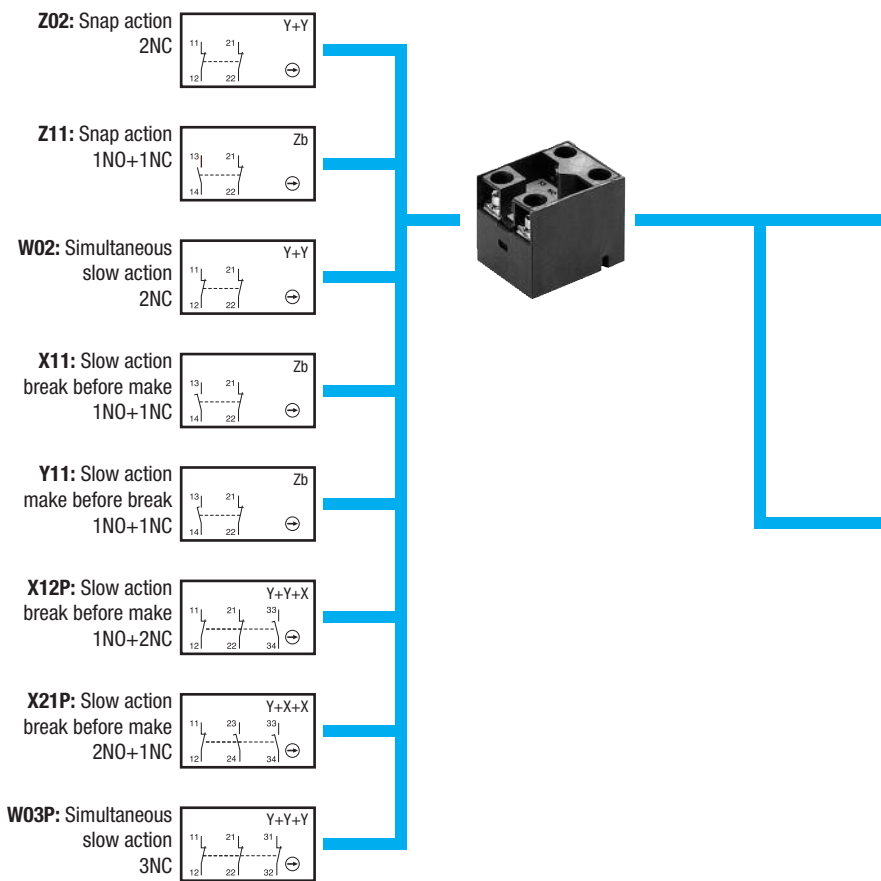 Z02: Snap action
2NC
Y+Y
11 21
12 22
Z11: Snap action
1NO+1NC
Zb
13 21
14 22
W02: Simultaneous
slow action
2NC
Y+Y
11 21
12 22
X11: Slow action
break before make
1NO+1NC
Zb
13 21
14 22
Y11: Slow action
make before break
1NO+1NC
Zb
13 21
14 22
X12P: Slow action
break before make
1NO+2NC
Y+Y+X
11 21 33
12 22 34
X21P: Slow action
break before make
2NO+1NC
Y+X+X
11 23 33
12 24 34
W03P: Simultaneous
slow action
3NC
Y+Y+Y
11 21 31
12 22 32